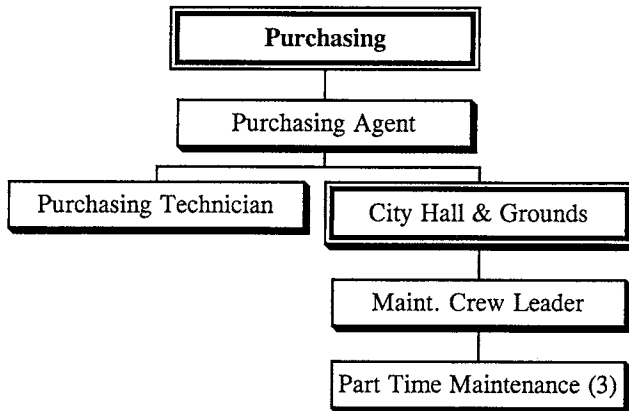 Purchasing
Purchasing Agent
Purchasing Technician
City Hall & Grounds
Maint. Crew Leader
Part Time Maintenance (3)